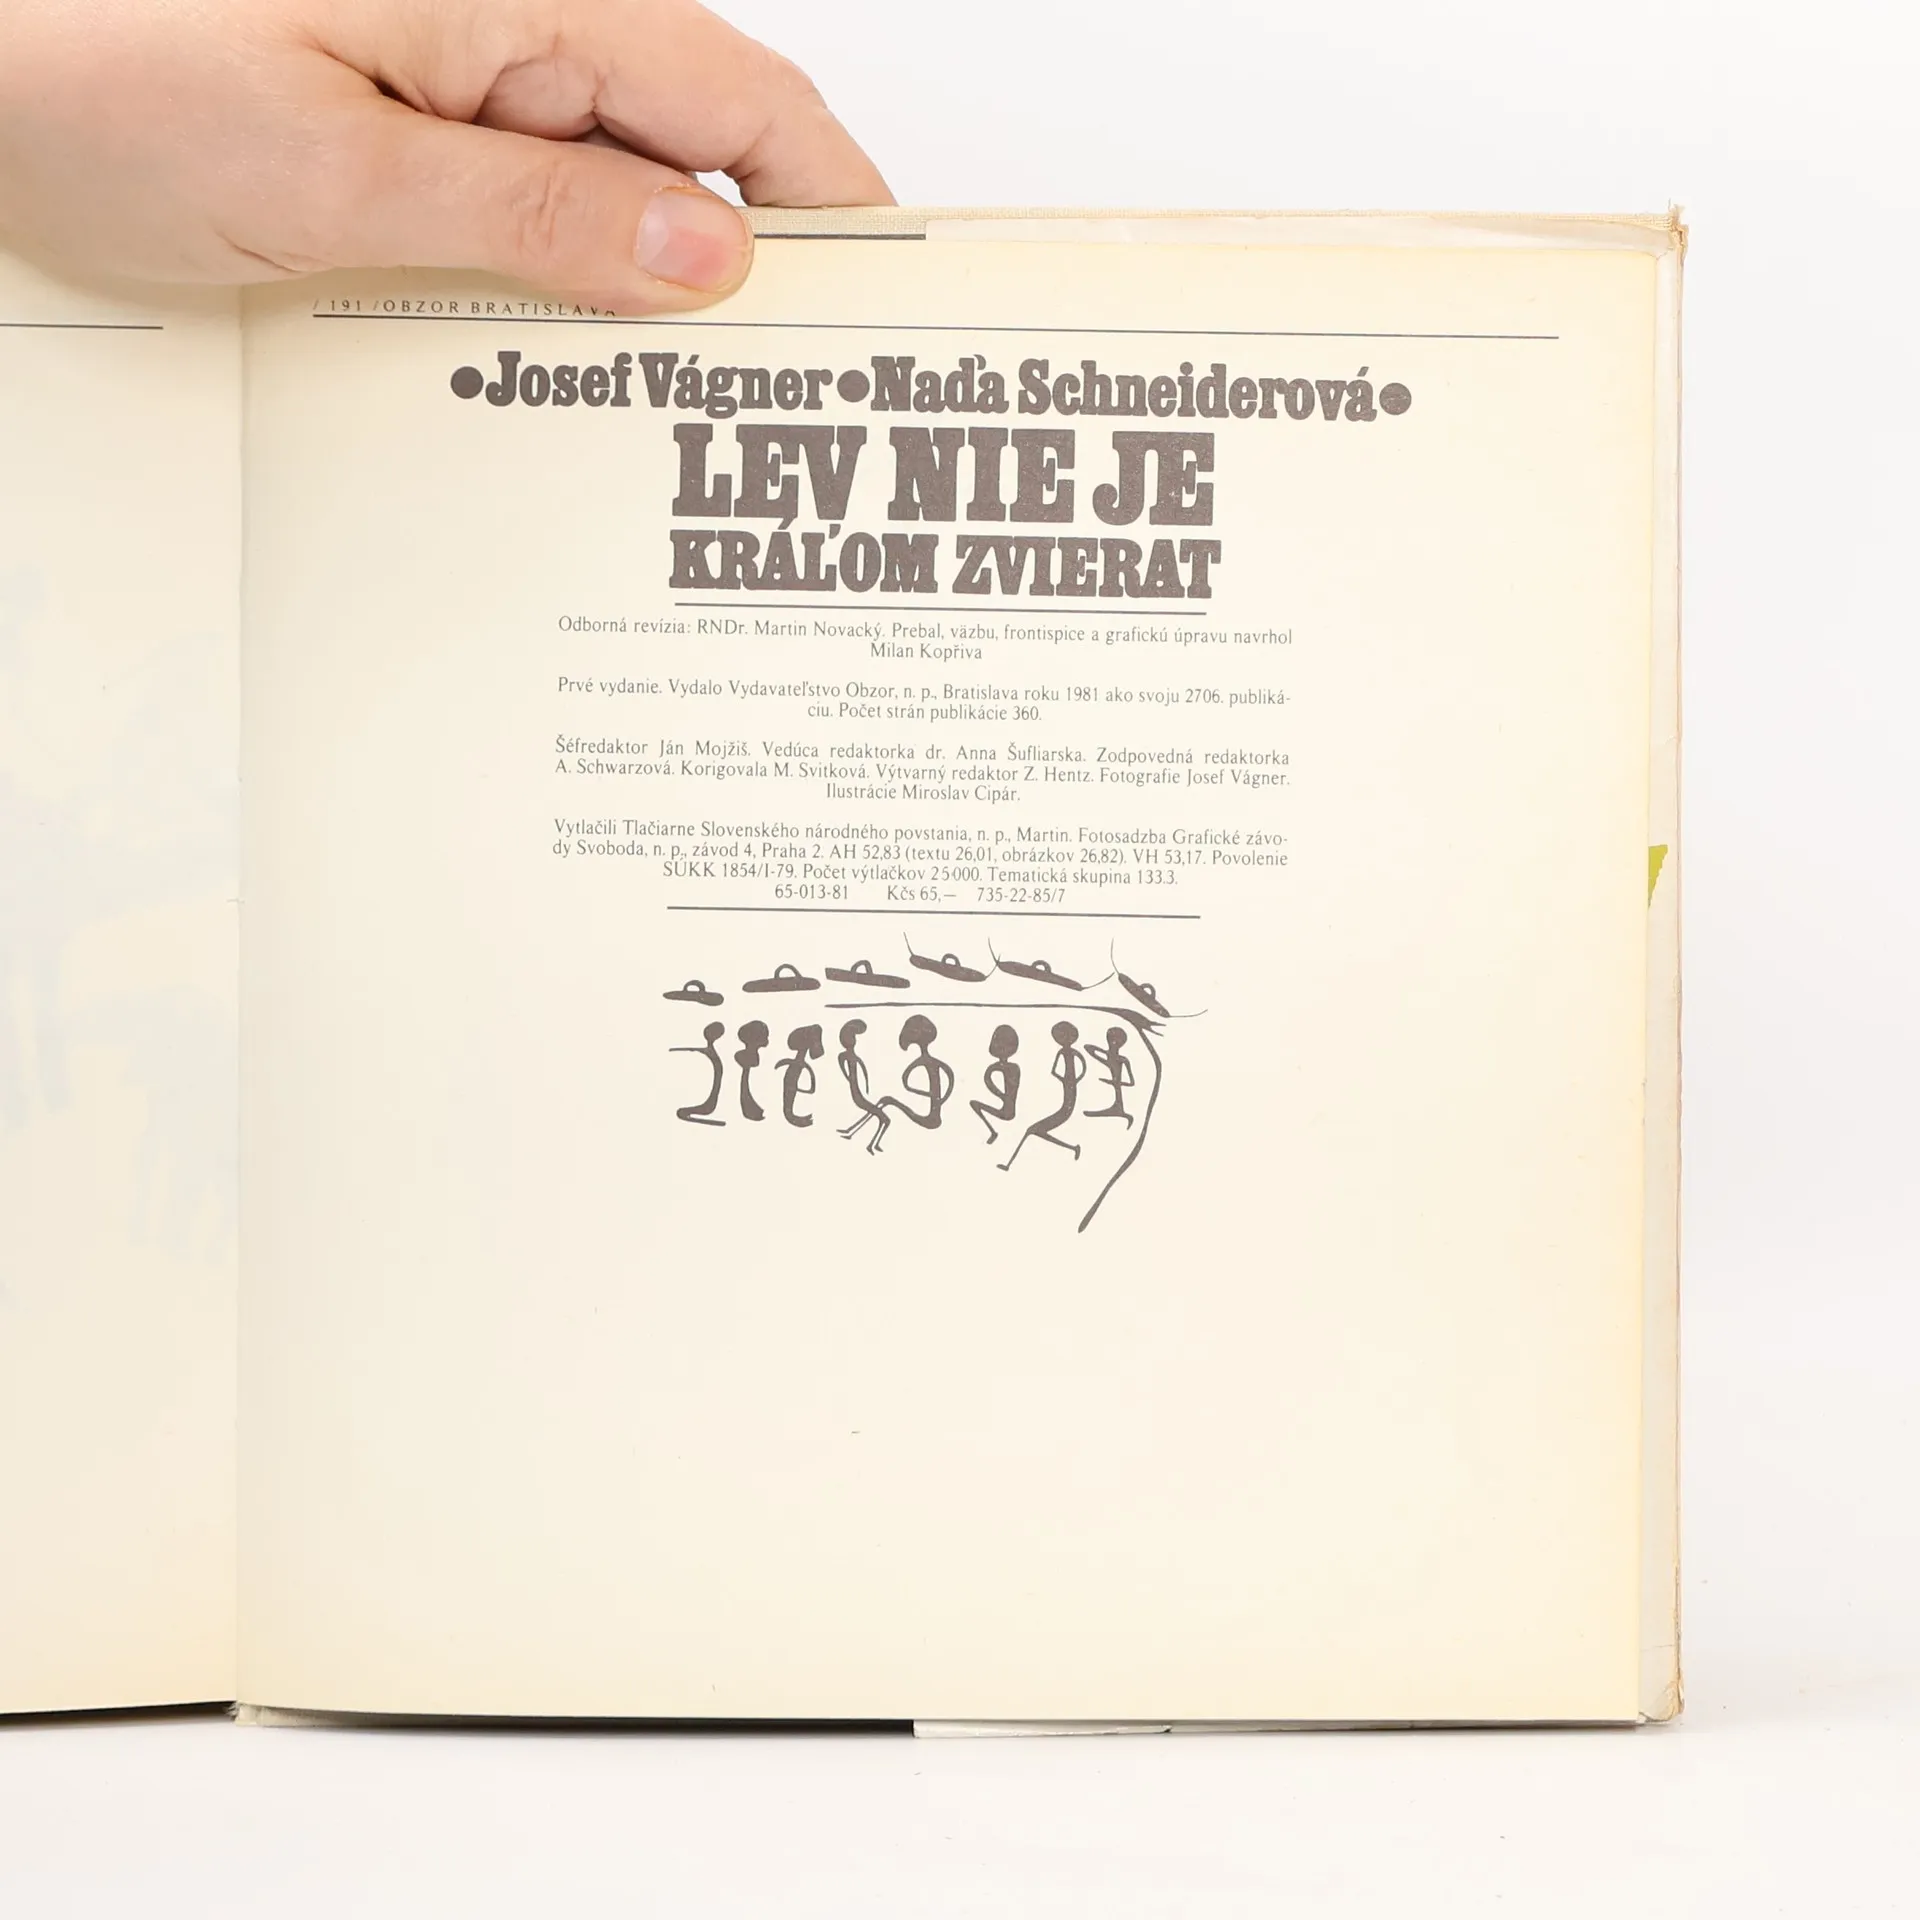 / 191 / OBZOR BRATISLAVA
●Josef Vágner●Naďa Schneiderová●
LEV NIE JE
KRÁĽOM ZVIERAT
Odborná revízia: RNDr. Martin Novacký. Prebal, väzbu, frontispice a grafickú úpravu navrhol
Milan Kopřiva
Prvé vydanie. Vydalo Vydavateľstvo Obzor, n. p., Bratislava roku 1981 ako svoju 2706. publiká-
ciu. Počet strán publikácie 360.
Šéfredaktor Ján Mojžiš. Vedúca redaktorka dr. Anna Šufliarska. Zodpovedná redaktorka
A. Schwarzová. Korigovala M. Svitková. Výtvarný redaktor Z. Hentz. Fotografie Josef Vágner.
Ilustrácie Miroslav Cipár.
Vytlačili Tlačiarne Slovenského národného povstania, n. p., Martin. Fotosadzba Grafické závo-
dy Svoboda, n. p., závod 4, Praha 2. AH 52,83 (textu 26,01, obrázkov 26,82). VH 53,17. Povolenie
SÚKK 1854/I-79. Počet výtlačkov 25 000. Tematická skupina 133.3.
65-013-81 Kčs 65,— 735-22-85/7